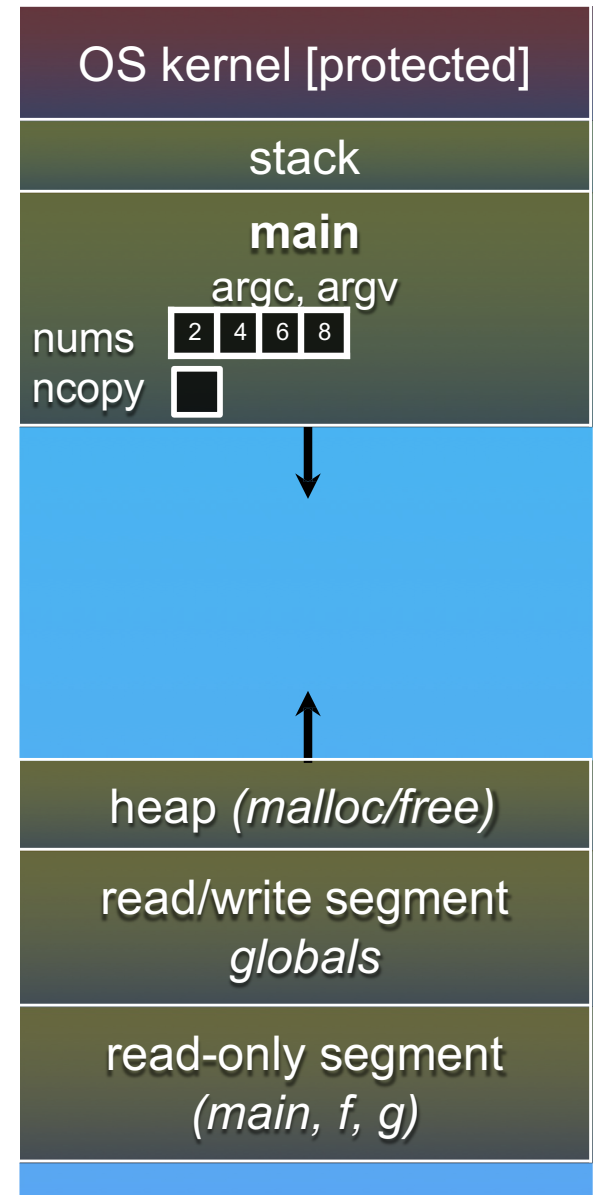 OS kernel [protected]
stack
main
argc, argv
nums 2 4 6 8
ncopy
heap (malloc/free)
read/write segment
globals
read-only segment
(main, f, g)